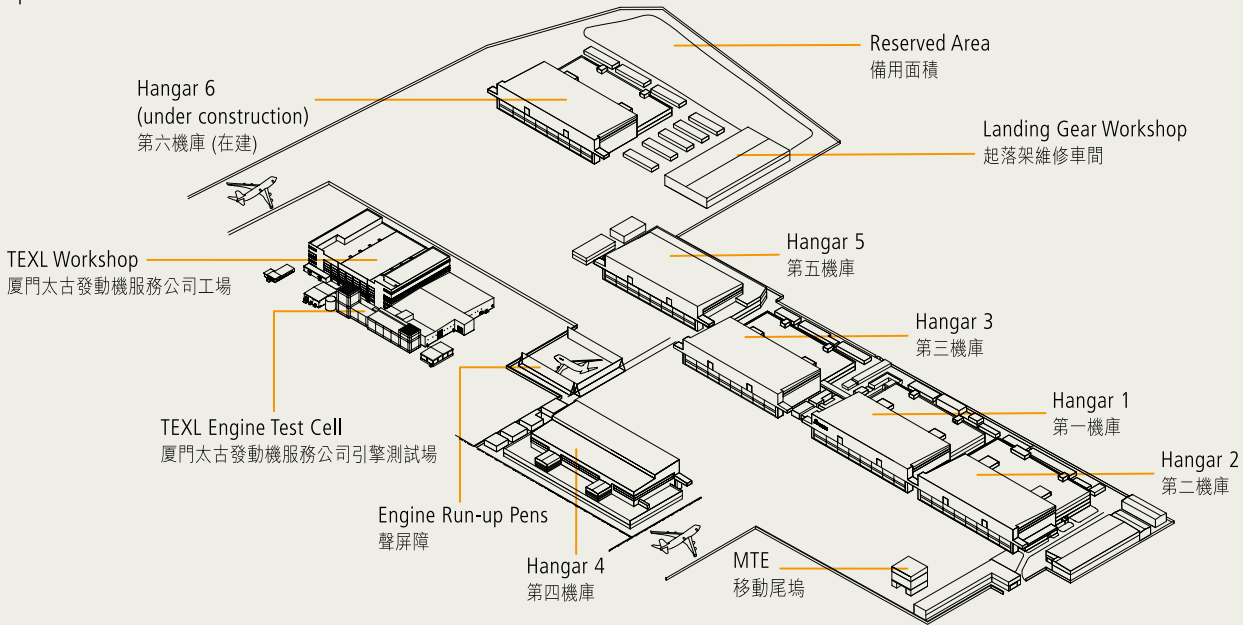 Reserved Area
備用面積
Hangar 6
(under construction)
第六機庫 (在建)
Landing Gear Workshop
起落架維修車間
Hangar 5
第五機庫
TEXL Workshop
厦門太古發動機服務公司工場
Hangar 3
第三機庫
Hangar 1
第一機庫
TEXL Engine Test Cell
厦門太古發動機服務公司引擎測試場
Hangar 2
第二機庫
Engine Run-up Pens
聲屏障
Hangar 4
第四機庫
MTE
移動尾塢